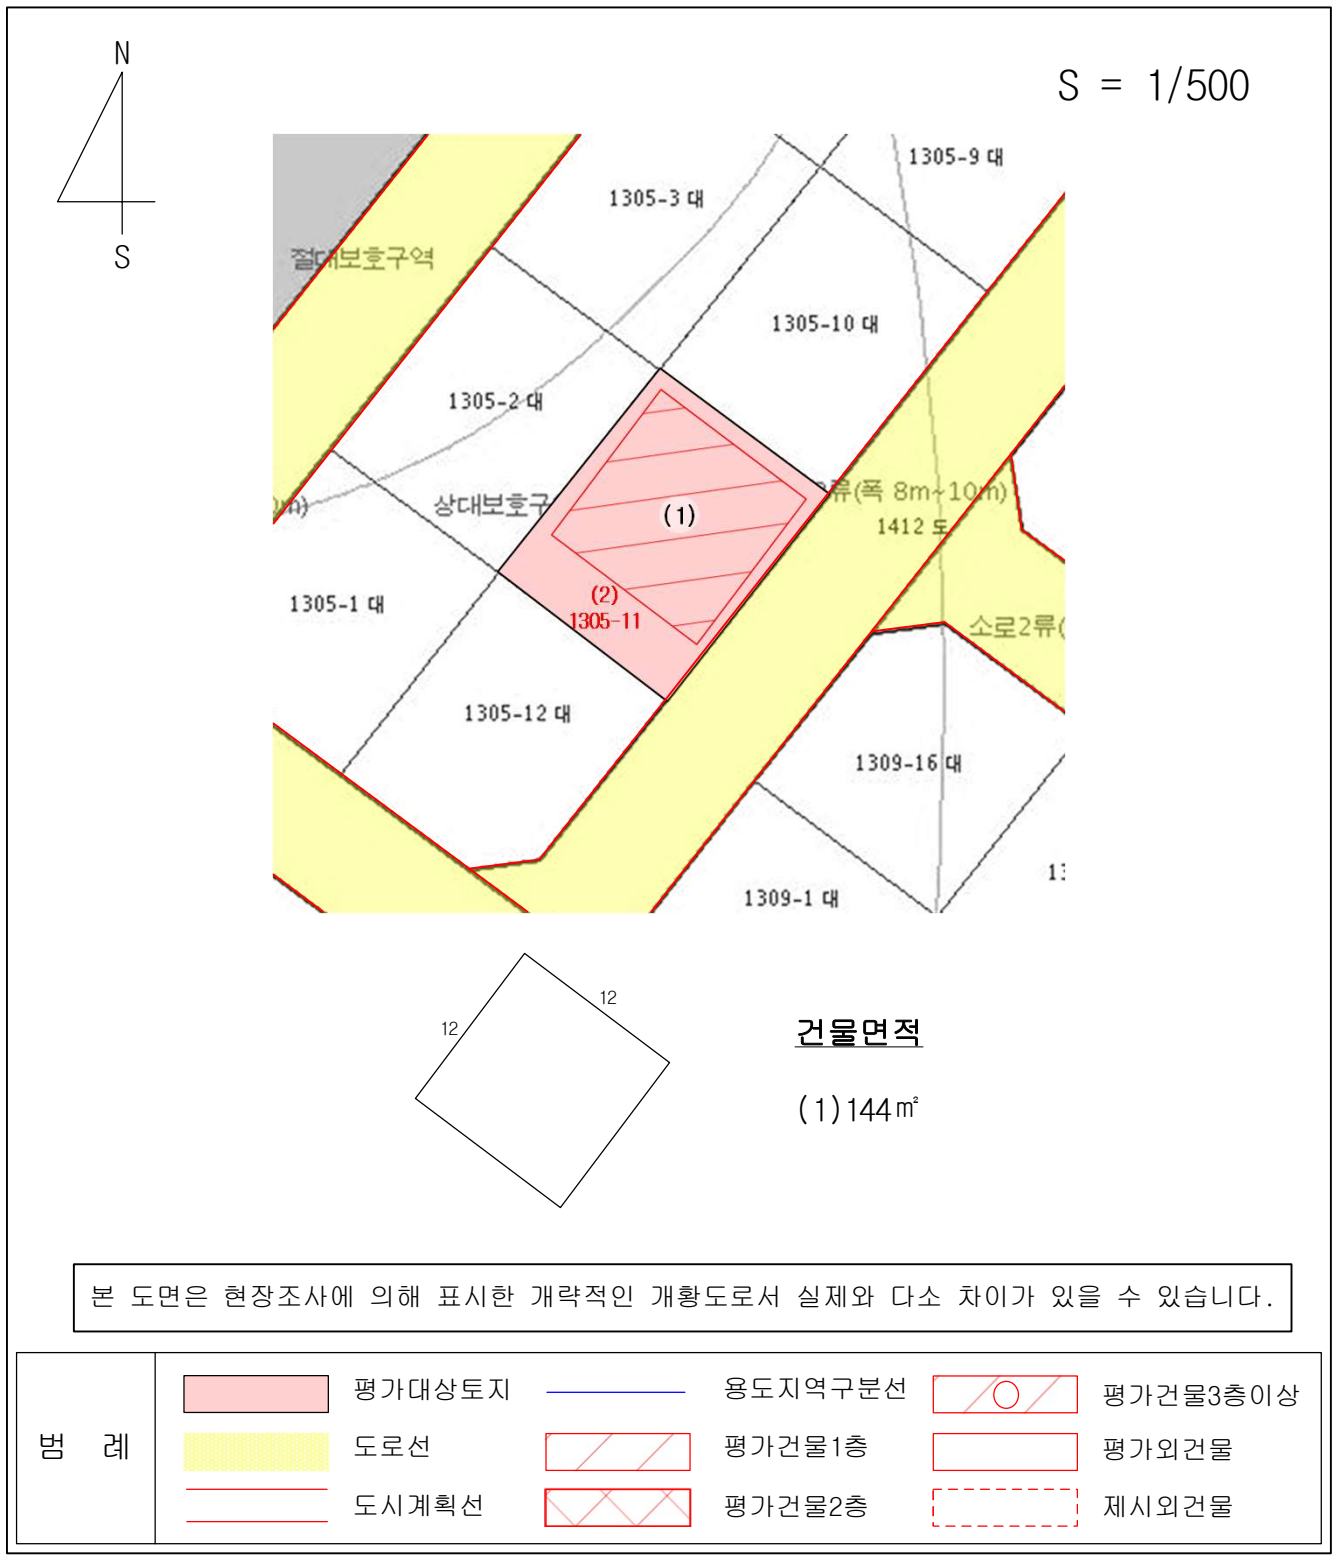 N
S = 1/500
S
1305-9 대
1305-3 대
절대보호구역
1305-10 대
1305-2 대
상대보호구
류(폭 8m~10m)
(1)
1412 도
(2)
1305-11
1305-1 대
소로2류(
1305-12 대
1309-16 대
1309-1 대
12
12
건물면적
(1)144㎡
본 도면은 현장조사에 의해 표시한 개략적인 개황도로서 실제와 다소 차이가 있을 수 있습니다.
범 례
평가대상토지
용도지역구분선
평가건물3층이상
도로선
평가건물1층
평가외건물
도시계획선
평가건물2층
제시외건물